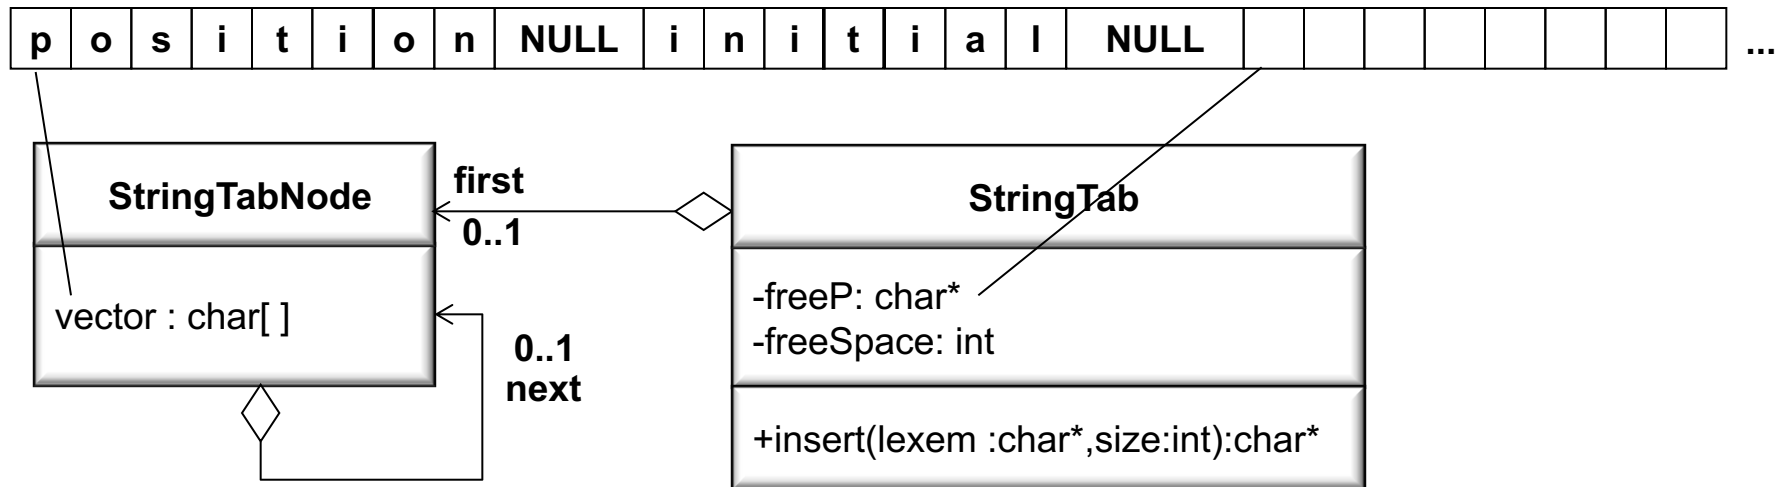 p o s i t i o n NULL i n i t i a l NULL ...
StringTabNode
vector : char[ ]
first
0..1
0..1
next
StringTab
-freeP: char*
-freeSpace: int
+insert(lexem :char*,size:int):char*